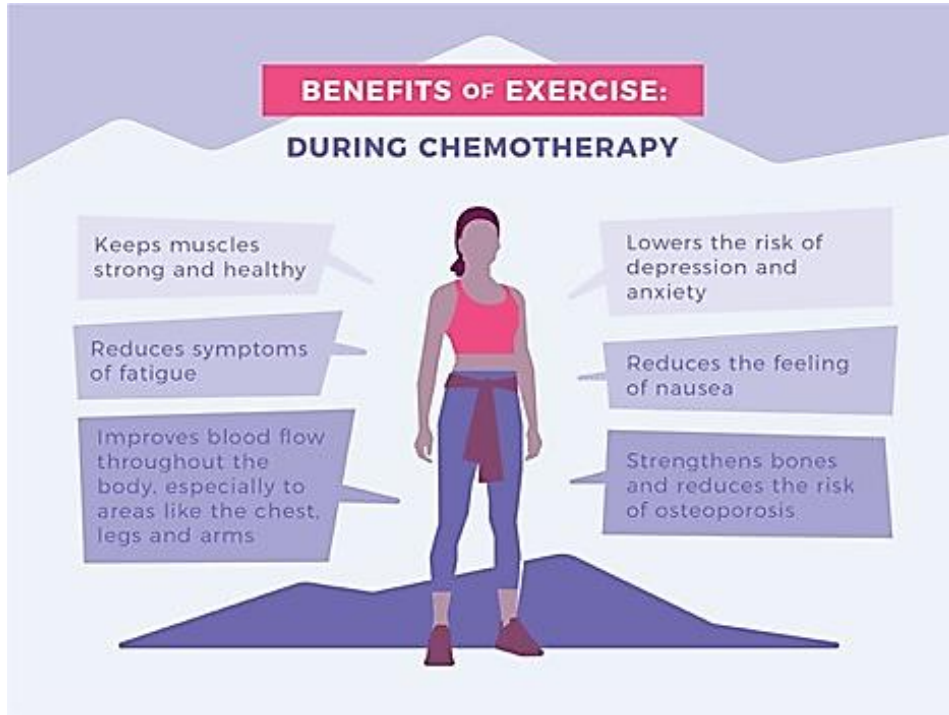 BENEFITS OF EXERCISE:
DURING CHEMOTHERAPY
Keeps muscles
strong and healthy
Reduces symptoms
of fatigue
Improves blood flow
throughout the
body, especially to
areas like the chest,
legs and arms
Lowers the risk of
depression and
anxiety
Reduces the feeling
of nausea
Strengthens bones
and reduces the risk
of osteoporosis